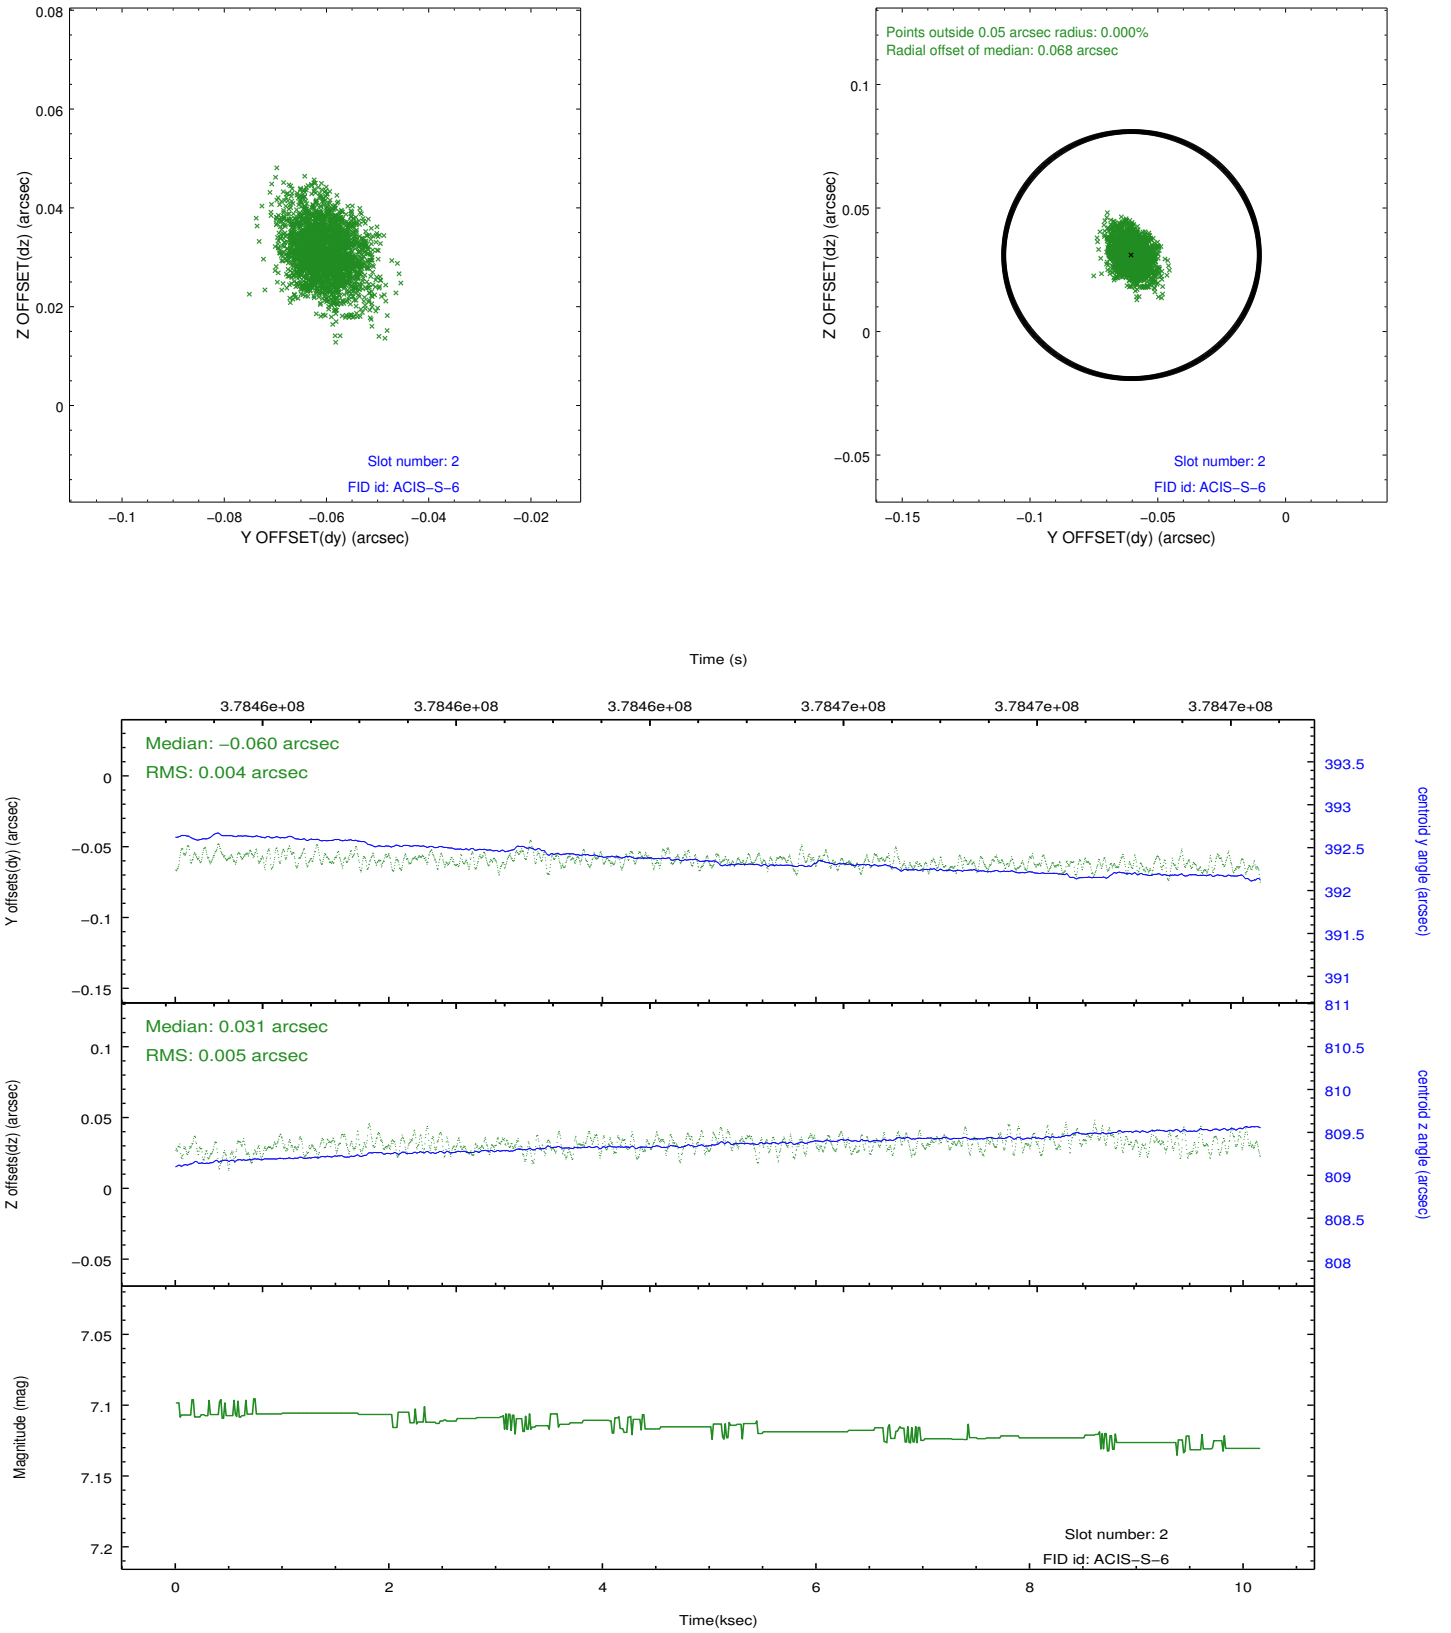 0.08
0.06
0.04
0.02
0
Z OFFSET(dz) (arcsec)
Slot number: 2
FID id: ACIS−S−6
−0.1 −0.08 −0.06 −0.04 −0.02
Y OFFSET(dy) (arcsec)
Points outside 0.05 arcsec radius: 0.000%
Radial offset of median: 0.068 arcsec
0.1
0.05
0
−0.05
Z OFFSET(dz) (arcsec)
Slot number: 2
FID id: ACIS−S−6
−0.15 −0.1 −0.05 0
Y OFFSET(dy) (arcsec)
Time (s)
3.7846e+08 3.7846e+08 3.7846e+08 3.7847e+08 3.7847e+08 3.7847e+08
Median: −0.060 arcsec
RMS: 0.004 arcsec
0
−0.05
−0.1
−0.15
Y offsets(dy) (arcsec)
393.5
393
392.5
392
391.5
391
centroid y angle (arcsec)
Median: 0.031 arcsec
RMS: 0.005 arcsec
0.1
0.05
0
−0.05
Z offsets(dz) (arcsec)
811
810.5
810
809.5
809
808.5
808
centroid z angle (arcsec)
7.05
7.1
7.15
7.2
Magnitude (mag)
Slot number: 2
FID id: ACIS−S−6
0 2 4 6 8 10
Time(ksec)